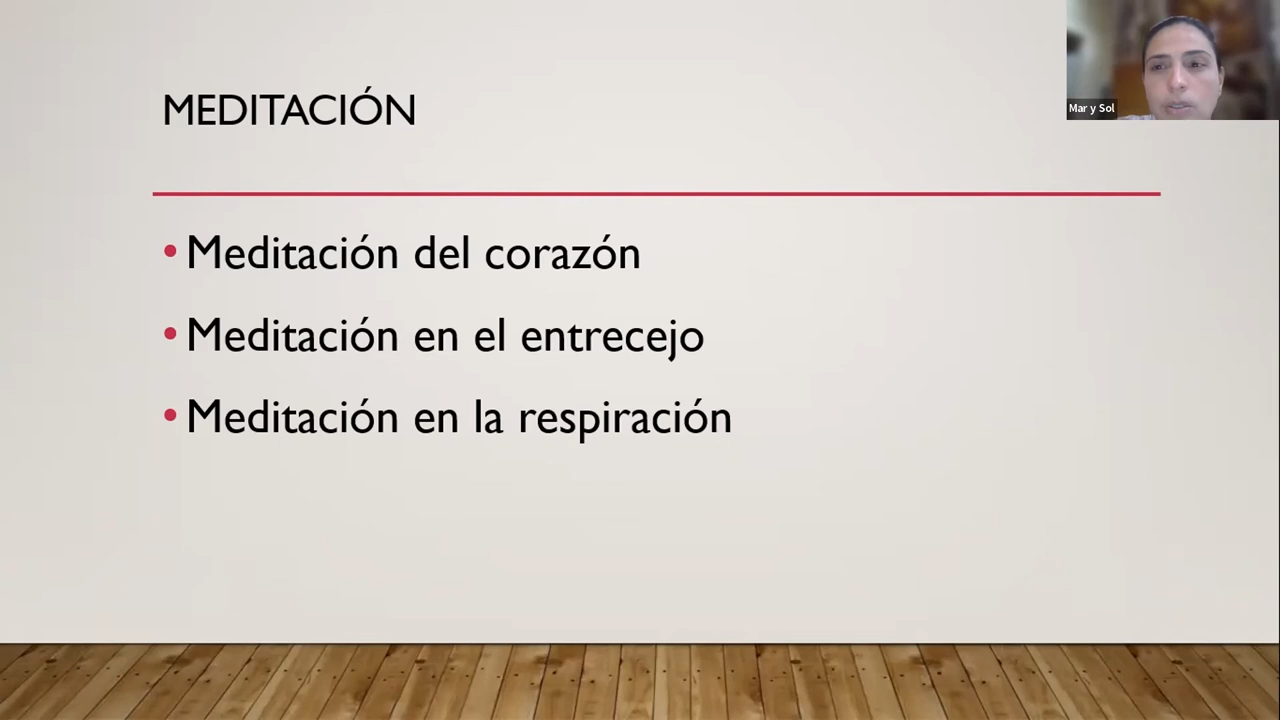 MEDITACIÓN
Mar y Sol
• Meditación del corazón
• Meditación en el entrecejo
• Meditación en la respiración